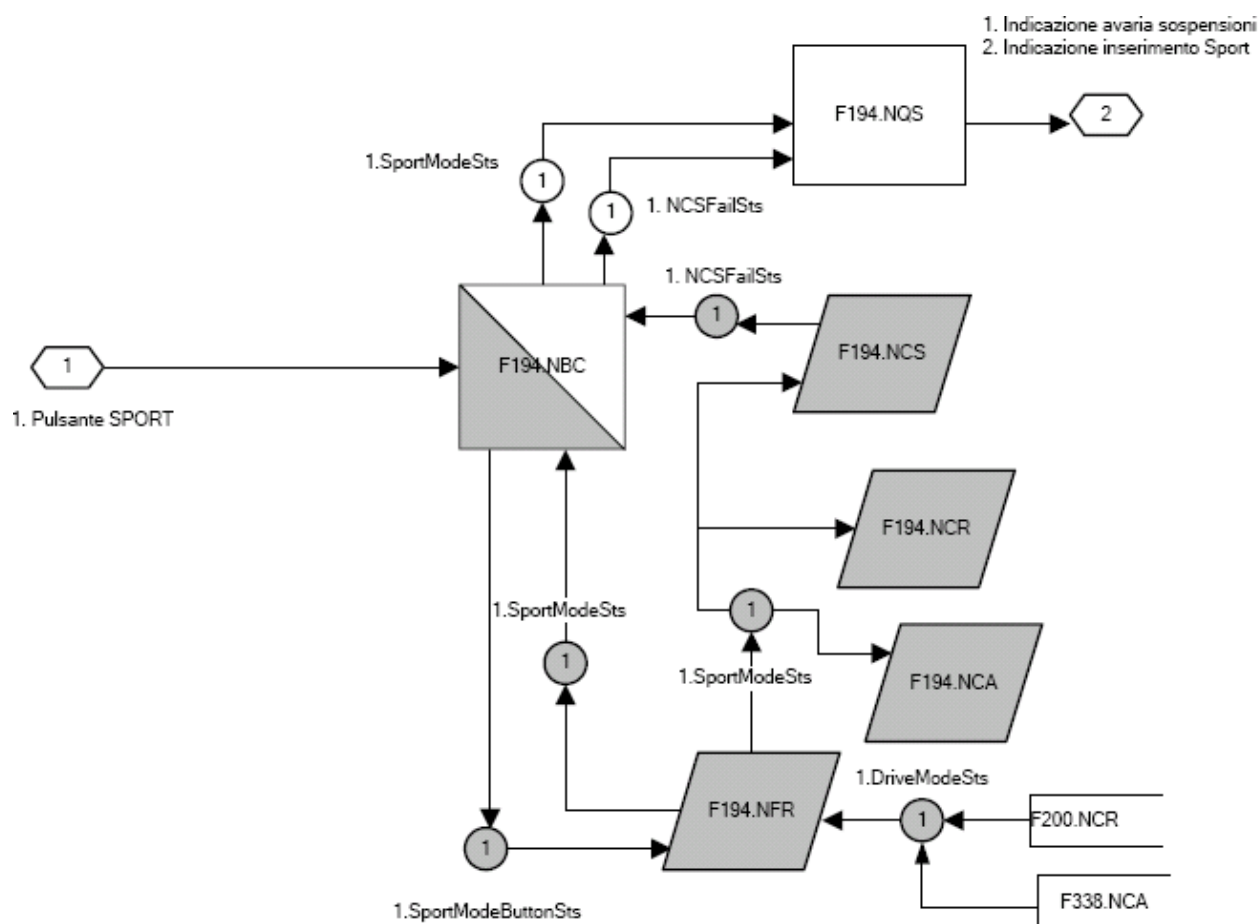 1. Indicazione avaria sospensioni
2. Indicazione inserimento Sport
F194.NQS
2
1.SportModeSts
1
1
1. NCSFailSts
1. NCSFailSts
1
F194.NCS
1
F194.NBC
1. Pulsante SPORT
F194.NCR
1.SportModeSts
1
1
1.SportModeSts
F194.NCA
1.DriveModeSts
F194.NFR
1
F200.NCR
1
F338.NCA
1.SportModeButtonSts